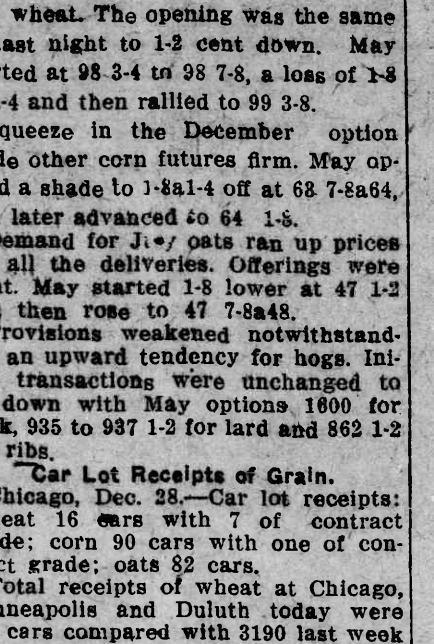 wheat. The opening was the same
ast night to 1-2 cent down. May
ted at 98 3-4 to 98 7-8, a loss of 1-8
-4 and then rallied to 99 3-8.
queeze in the December option
de other corn futures firm. May op-
d a shade to 1-8a1-4 off at 63 7-8a64,
later advanced to 64 1-8.
emand for oats ran up prices
all the deliveries. Offerings were
t. May started 1-8 lower at 47 1-2
then rose to 47 7-8a48.
rovisions weakened notwithstand-
an upward tendency for hogs. Ini-
transactions were unchanged to
down with May options 1600 for
k, 935 to 937 1-2 for lard and 862 1-2
ribs.
Car Lot Receipts of Grain.
hicago, Dec. 28.—Car lot receipts:
eat 16 cars with 7 of contract
de; corn 90 cars with one of con-
ct grade; oats 82 cars.
otal receipts of wheat at Chicago,
nneapolis and Duluth today were
cars compared with 3190 last week